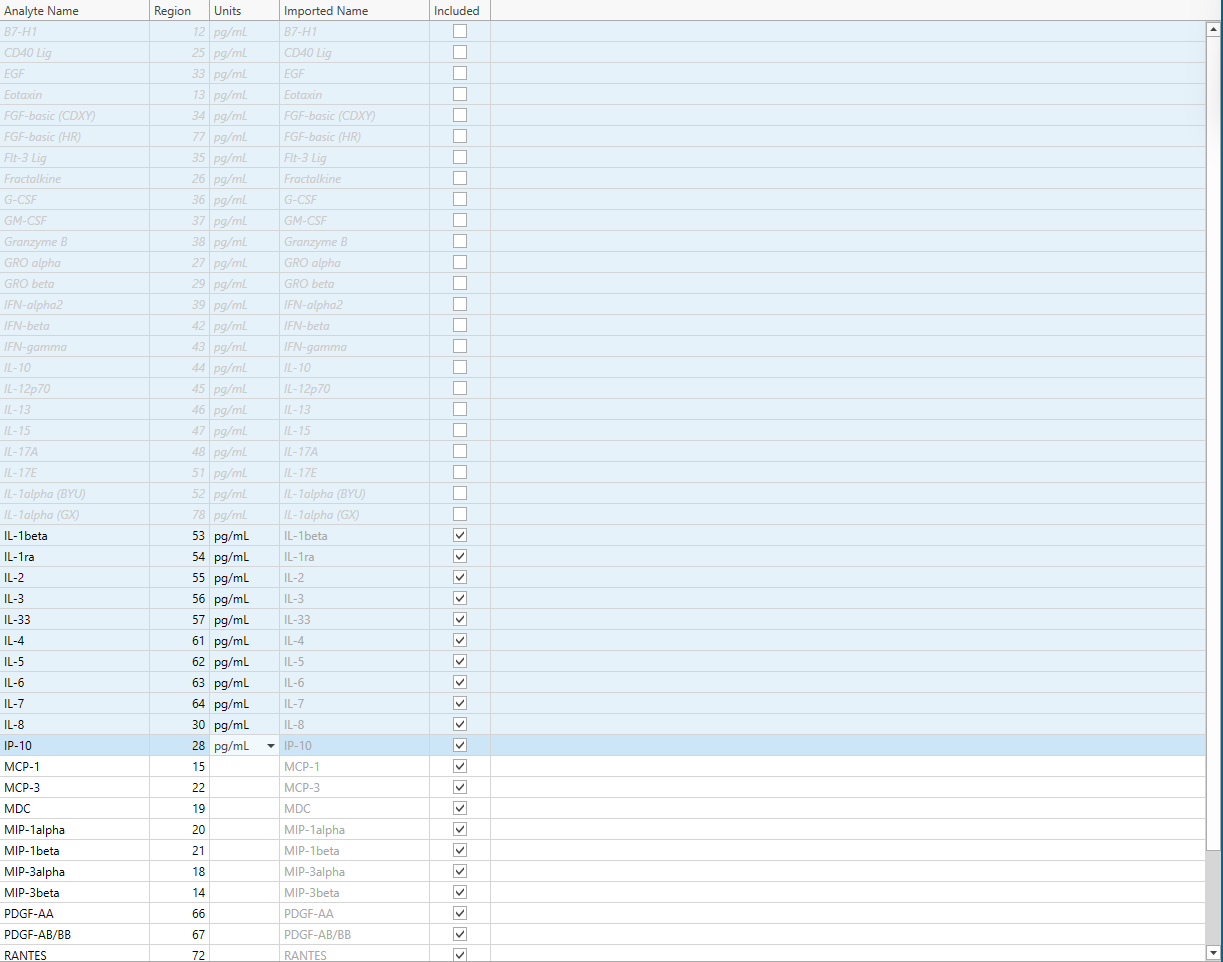 Analyte Name Region Units Imported Name Included
B7-H1 12 pg/mL B7-H1
CD40 Lig 25 pg/mL CD40 Lig
EGF 33 pg/mL EGF
Eotaxin 13 pg/mL Eotaxin
FGF-basic (CDXY) 34 pg/mL FGF-basic (CDXY)
FGF-basic (HR) 77 pg/mL FGF-basic (HR)
Flt-3 Lig 35 pg/mL Flt-3 Lig
Fractalkine 26 pg/mL Fractalkine
G-CSF 36 pg/mL G-CSF
GM-CSF 37 pg/mL GM-CSF
Granzyme B 38 pg/mL Granzyme B
GRO alpha 27 pg/mL GRO alpha
GRO beta 29 pg/mL GRO beta
IFN-alpha2 39 pg/mL IFN-alpha2
IFN-beta 42 pg/mL IFN-beta
IFN-gamma 43 pg/mL IFN-gamma
IL-10 44 pg/mL IL-10
IL-12p70 45 pg/mL IL-12p70
IL-13 46 pg/mL IL-13
IL-15 47 pg/mL IL-15
IL-17A 48 pg/mL IL-17A
IL-17E 51 pg/mL IL-17E
IL-1alpha (BYU) 52 pg/mL IL-1alpha (BYU)
IL-1alpha (GX) 78 pg/mL IL-1alpha (GX)
IL-1beta 53 pg/mL IL-1beta
IL-1ra 54 pg/mL IL-1ra
IL-2 55 pg/mL IL-2
IL-3 56 pg/mL IL-3
IL-33 57 pg/mL IL-33
IL-4 61 pg/mL IL-4
IL-5 62 pg/mL IL-5
IL-6 63 pg/mL IL-6
IL-7 64 pg/mL IL-7
IL-8 30 pg/mL IL-8
IP-10 28 pg/mL IP-10
MCP-1 15 MCP-1
MCP-3 22 MCP-3
MDC 19 MDC
MIP-1alpha 20 MIP-1alpha
MIP-1beta 21 MIP-1beta
MIP-3alpha 18 MIP-3alpha
MIP-3beta 14 MIP-3beta
PDGF-AA 66 PDGF-AA
PDGF-AB/BB 67 PDGF-AB/BB
RANTES 72 RANTES